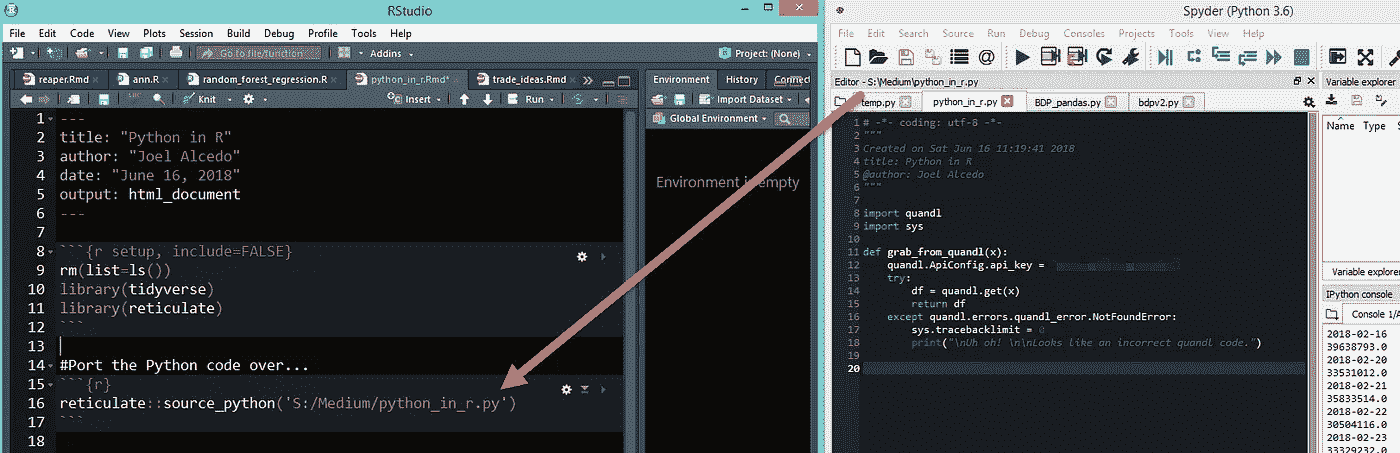 RStudio
File Edit Code View Plots Session Build Debug Profile Tools Help
Go to file/function Addins Project: (None)
reaper.Rmd ann.R random_forest_regression.R python_in_r.Rmd* trade_ideas.Rmd
ABC Knit Insert Run
1 ---
2 title: "Python in R"
3 author: "Joel Alcedo"
4 date: "June 16, 2018"
5 output: html_document
6 ---
7
8 ```{r setup, include=FALSE}
9 rm(list=ls())
10 library(tidyverse)
11 library(reticulate)
12 ```
13
14 #Port the Python code over...
15 ```{r}
16 reticulate::source_python('S:/Medium/python_in_r.py')
17 ```
18
Environment History
Import Dataset
Global Environment
Environment is empty
Spyder (Python 3.6)
File Edit Search Source Run Debug Consoles Projects Tools View Help
Editor - S:\Medium\python_in_r.py
temp.py python_in_r.py BDP_pandas.py bdpv2.py
1 # -*- coding: utf-8 -*-
2 """
3 Created on Sat Jun 16 11:19:41 2018
4 title: Python in R
5 @author: Joel Alcedo
6 """
7
8 import quandl
9 import sys
10
11 def grab_from_quandl(x):
12 quandl.ApiConfig.api_key =
13 try:
14 df = quandl.get(x)
15 return df
16 except quandl.errors.quandl_error.NotFoundError:
17 sys.tracebacklimit = 0
18 print("\nUh oh! \n\nLooks like an incorrect quandl code.")
19
20
Variable explorer
Name Type
Variable explorer
IPython console
Console 1/A
2018-02-16
39638793.0
2018-02-20
33531012.0
2018-02-21
35833514.0
2018-02-22
30504116.0
2018-02-23
33329232.0